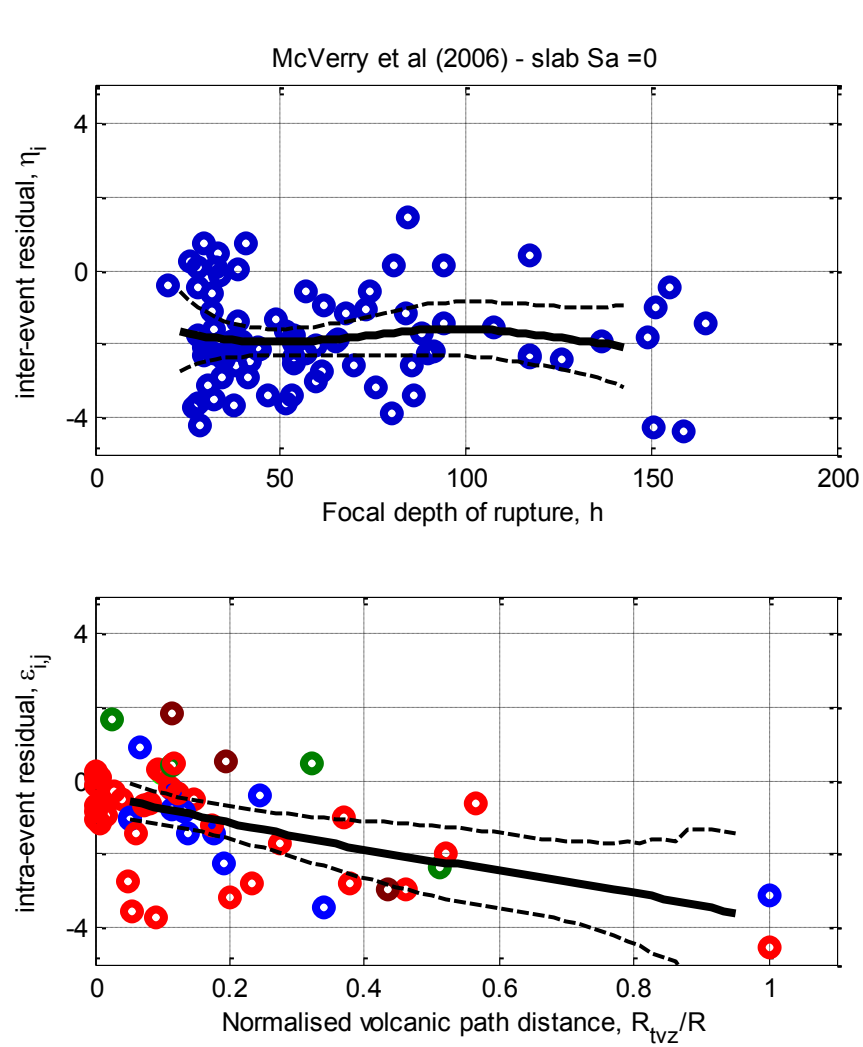 McVerry et al (2006) - slab Sa =0
inter-event residual, η_i
4
0
-4
0 50 100 150 200
Focal depth of rupture, h
intra-event residual, ε_i,j
4
0
-4
0 0.2 0.4 0.6 0.8 1
Normalised volcanic path distance, R_tvz/R